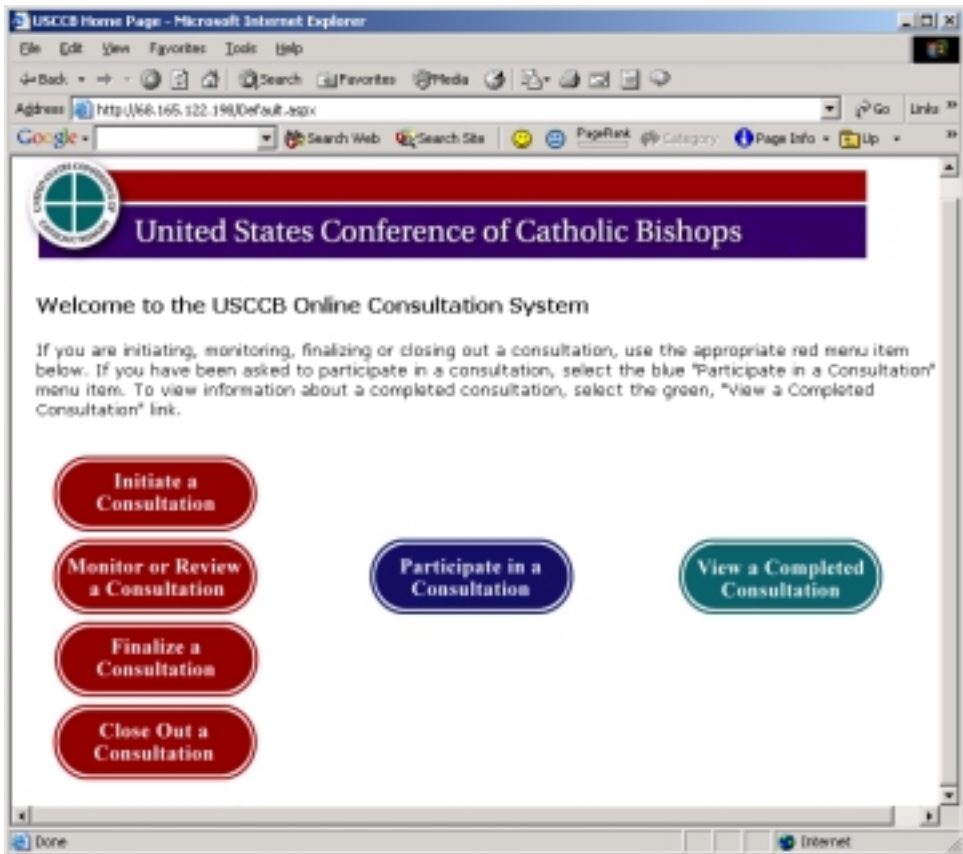 USCCB Home Page - Microsoft Internet Explorer
File Edit View Favorites Tools Help
Back Search Favorites Media
Address http://68.165.122.198/Default.aspx Go Links »
Google Search Web Search Site PageRank Category Page Info Up »
United States Conference of Catholic Bishops
Welcome to the USCCB Online Consultation System
If you are initiating, monitoring, finalizing or closing out a consultation, use the appropriate red menu item
below. If you have been asked to participate in a consultation, select the blue "Participate in a Consultation"
menu item. To view information about a completed consultation, select the green, "View a Completed
Consultation" link.
Initiate a
Consultation
Monitor or Review
a Consultation
Participate in a
Consultation
View a Completed
Consultation
Finalize a
Consultation
Close Out a
Consultation
Done Internet